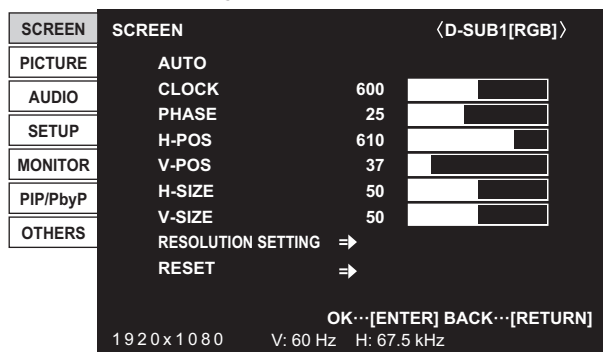 SCREEN
PICTURE
AUDIO
SETUP
MONITOR
PIP/PbyP
OTHERS
SCREEN 〈D-SUB1[RGB]〉
AUTO
CLOCK 600
PHASE 25
H-POS 610
V-POS 37
H-SIZE 50
V-SIZE 50
RESOLUTION SETTING
RESET
OK···[ENTER] BACK···[RETURN]
1920x1080 V: 60 Hz H: 67.5 kHz